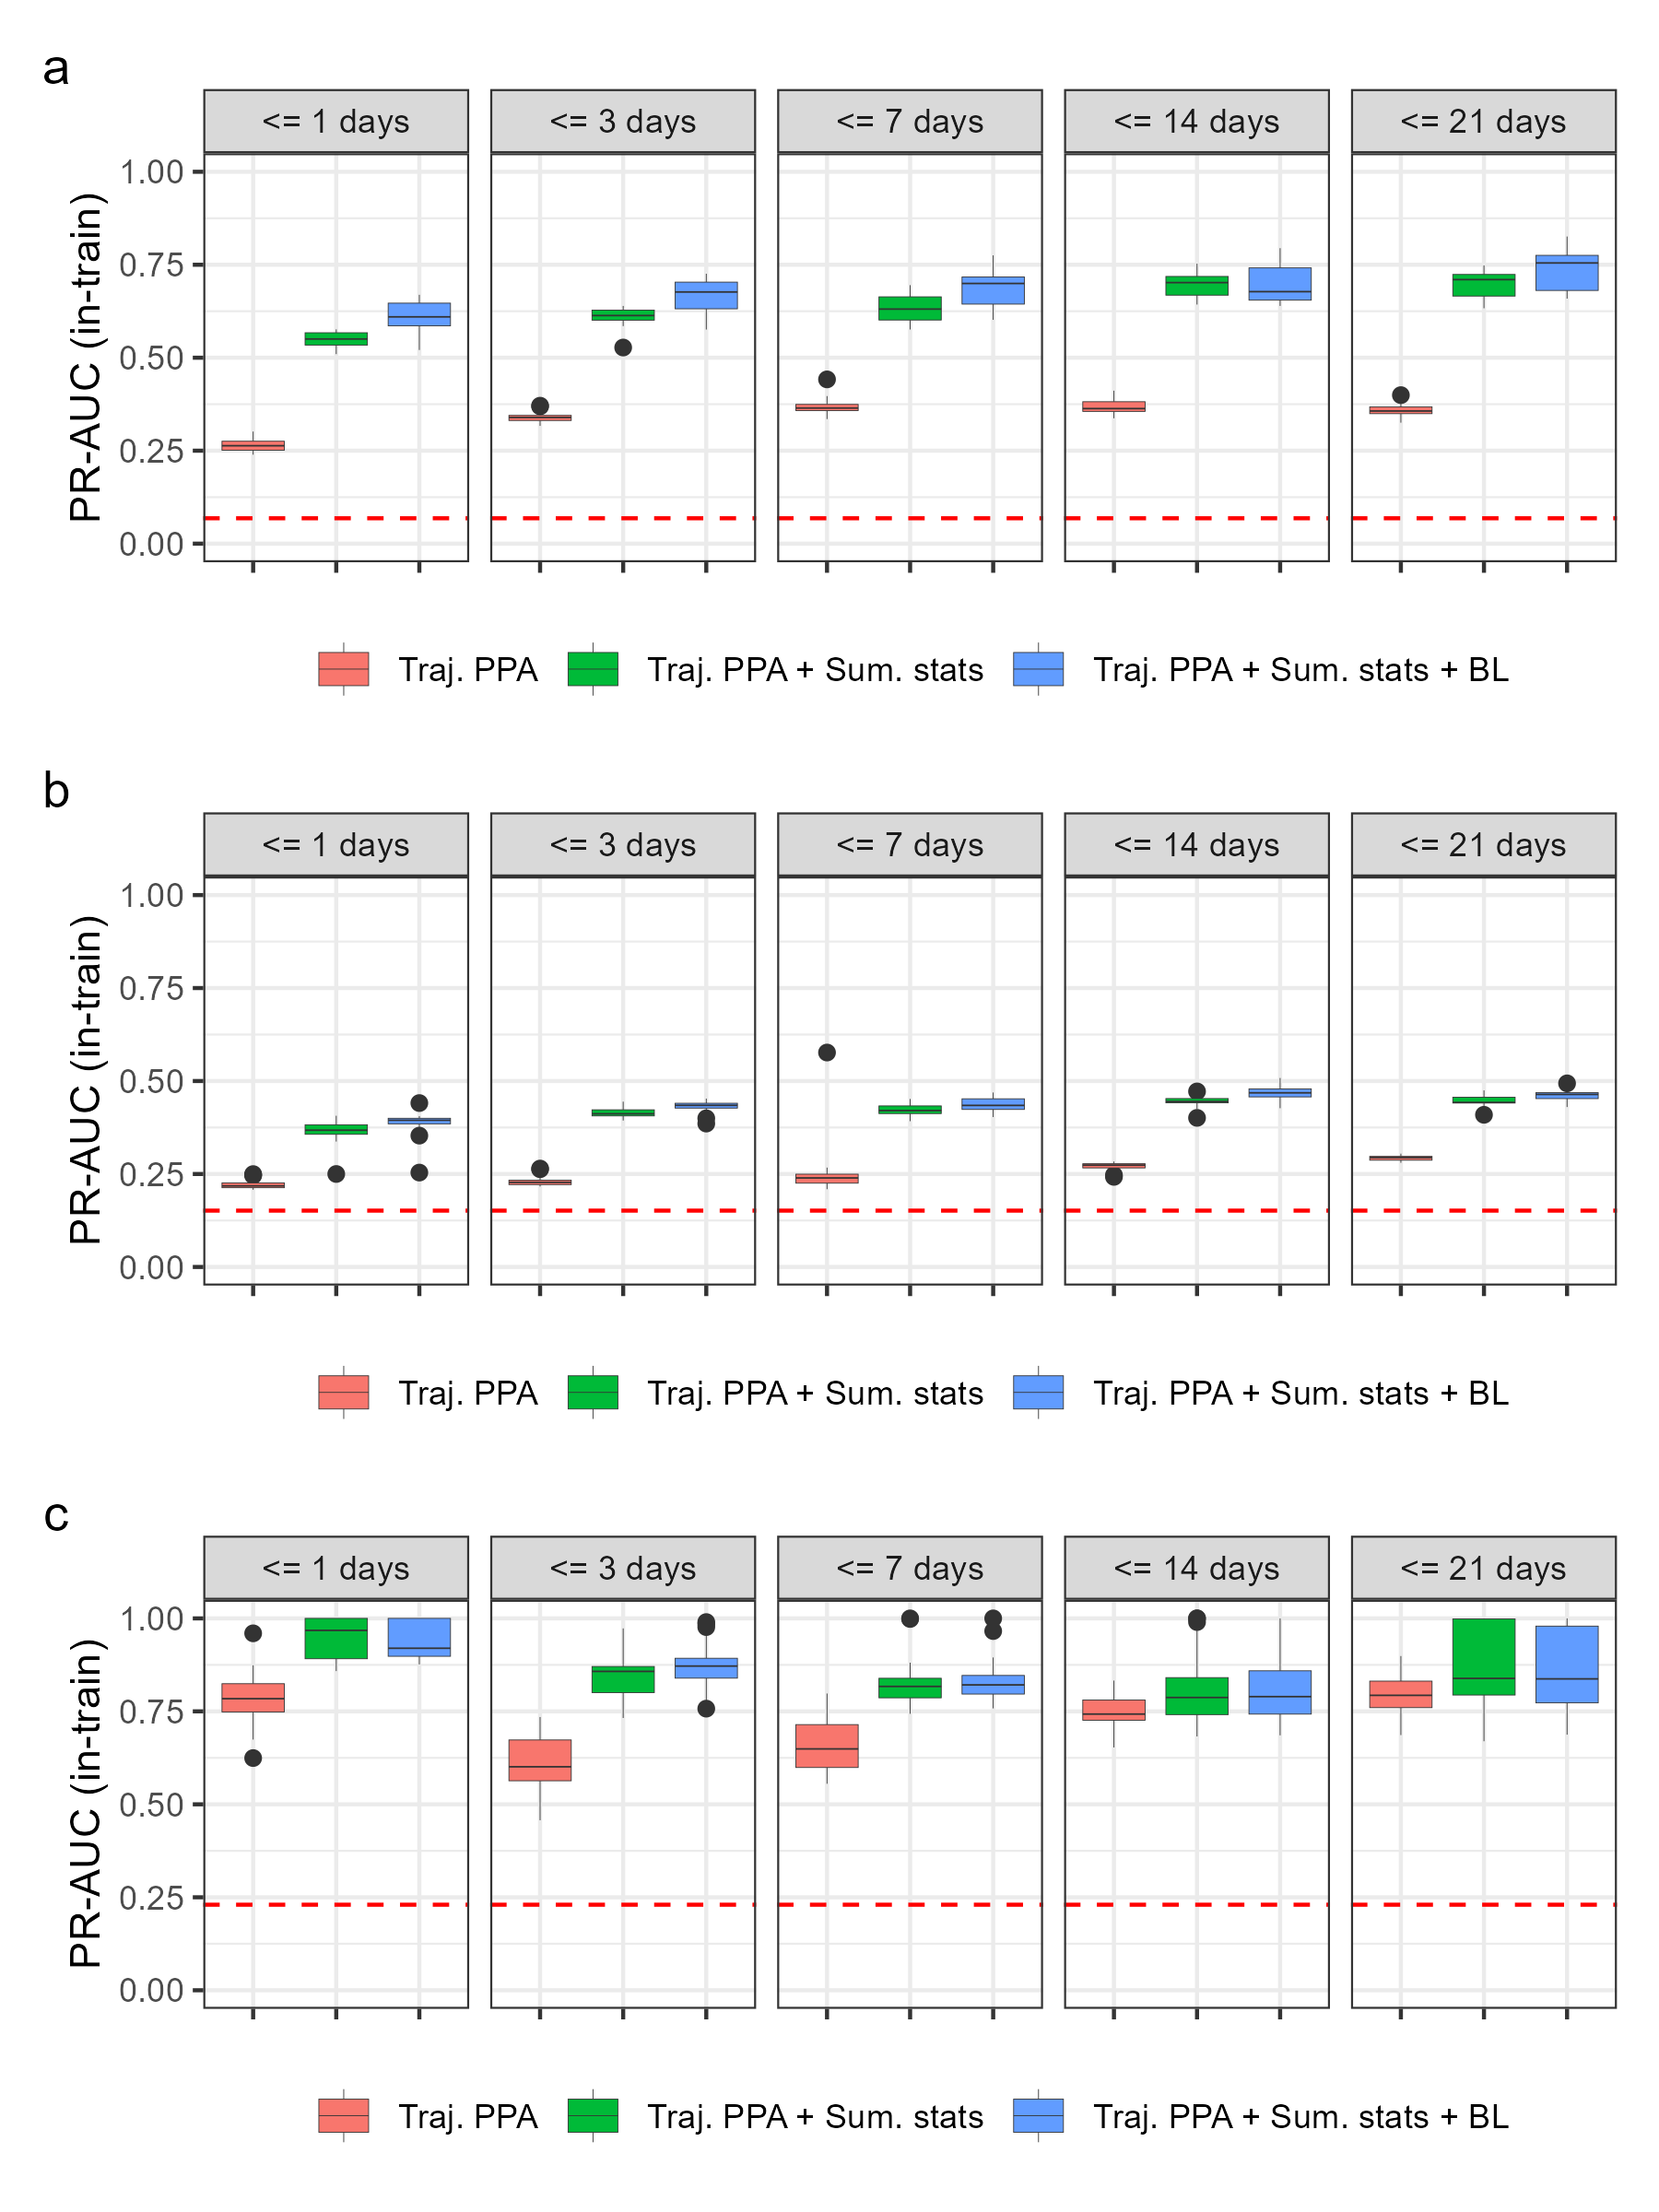 a
<= 1 days <= 3 days <= 7 days <= 14 days <= 21 days
PR-AUC (in-train)
1.00
0.75
0.50
0.25
0.00
Traj. PPA Traj. PPA + Sum. stats Traj. PPA + Sum. stats + BL
b
<= 1 days <= 3 days <= 7 days <= 14 days <= 21 days
PR-AUC (in-train)
1.00
0.75
0.50
0.25
0.00
Traj. PPA Traj. PPA + Sum. stats Traj. PPA + Sum. stats + BL
c
<= 1 days <= 3 days <= 7 days <= 14 days <= 21 days
PR-AUC (in-train)
1.00
0.75
0.50
0.25
0.00
Traj. PPA Traj. PPA + Sum. stats Traj. PPA + Sum. stats + BL